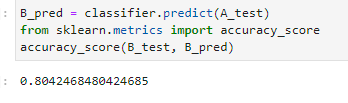 B_pred = classifier.predict(A_test)
from sklearn.metrics import accuracy_score
accuracy_score(B_test, B_pred)
0.8042468480424685